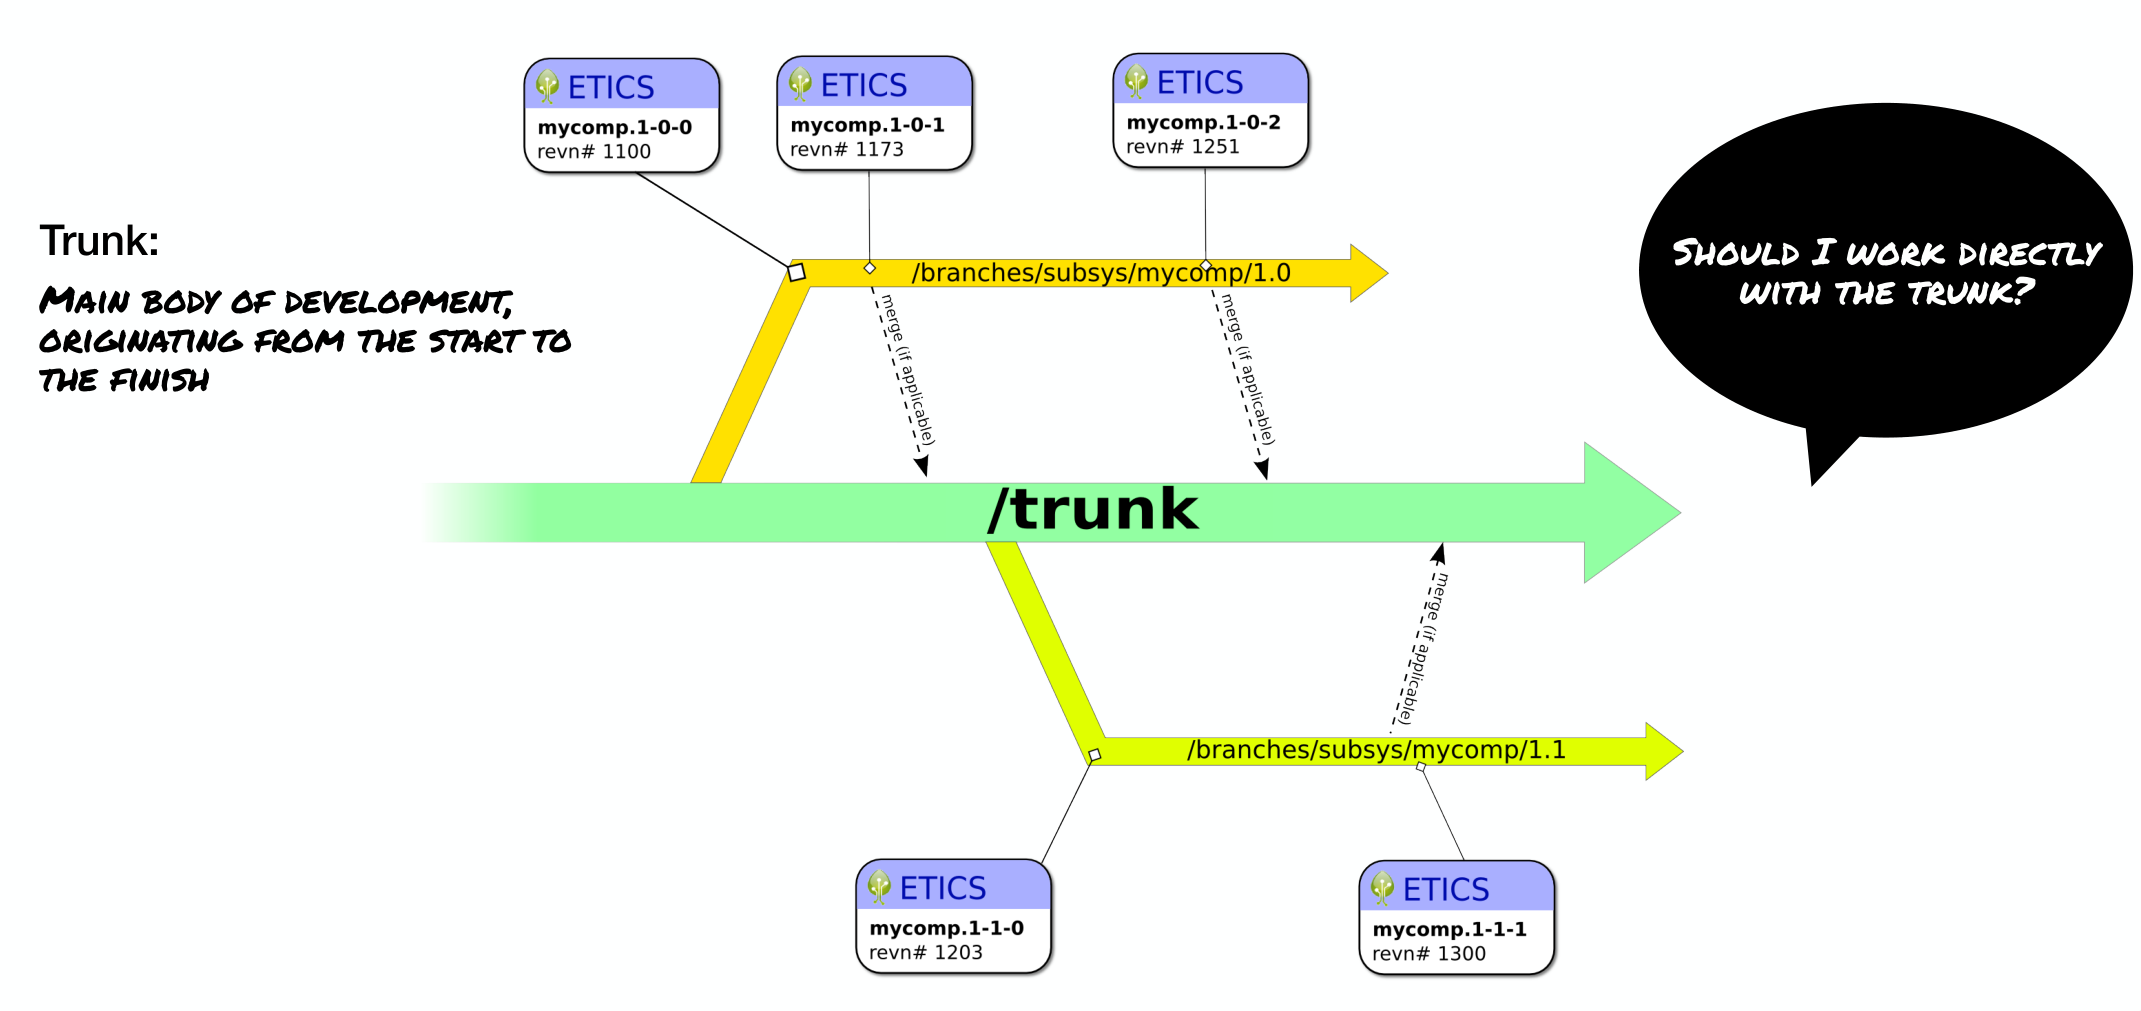 ETICS
mycomp.1-0-0
revn# 1100
ETICS
mycomp.1-0-1
revn# 1173
ETICS
mycomp.1-0-2
revn# 1251
Trunk:
Main body of development,
originating from the start to
the finish
Should I work directly
with the trunk?
/branches/subsys/mycomp/1.0
merge (if applicable)
merge (if applicable)
/trunk
merge (if applicable)
/branches/subsys/mycomp/1.1
ETICS
mycomp.1-1-0
revn# 1203
ETICS
mycomp.1-1-1
revn# 1300